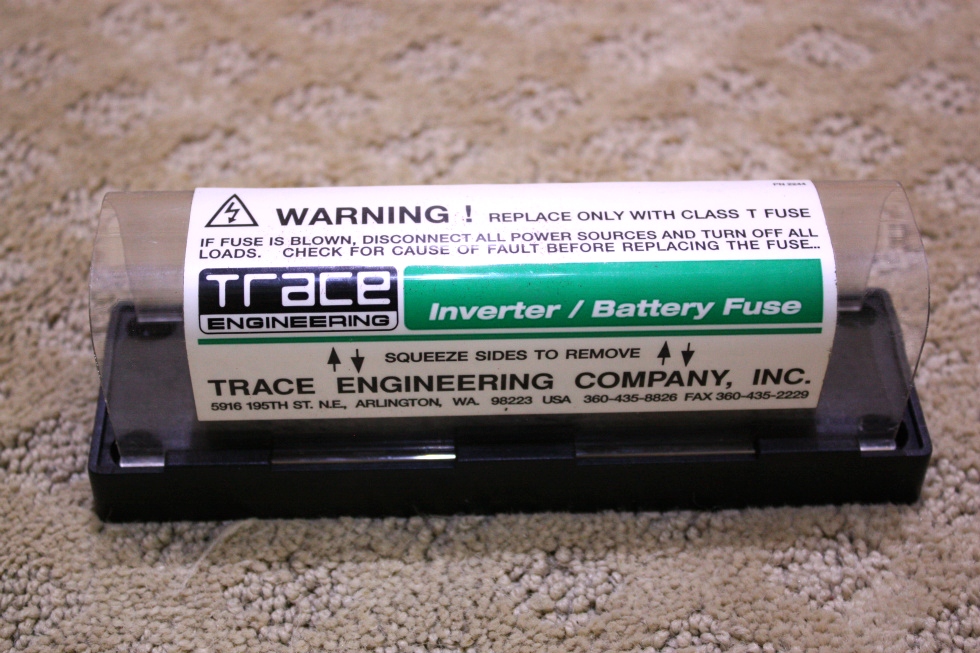 WARNING ! REPLACE ONLY WITH CLASS T FUSE
IF FUSE IS BLOWN, DISCONNECT ALL POWER SOURCES AND TURN OFF ALL
LOADS. CHECK FOR CAUSE OF FAULT BEFORE REPLACING THE FUSE...
Trace
ENGINEERING
Inverter / Battery Fuse
SQUEEZE SIDES TO REMOVE
TRACE ENGINEERING COMPANY, INC.
5916 195TH ST. N.E., ARLINGTON, WA. 98223 USA 360-435-8826 FAX 360-435-2229